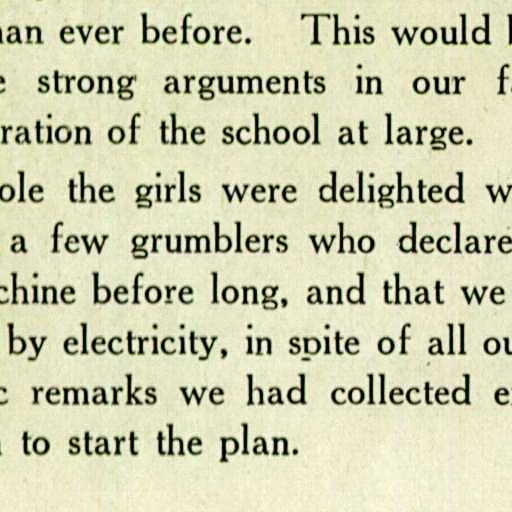 han ever before. This would b
e strong arguments in our f
ration of the school at large.
ole the girls were delighted w
a few grumblers who declare
chine before long, and that we
by electricity, in spite of all ou
c remarks we had collected e
to start the plan.